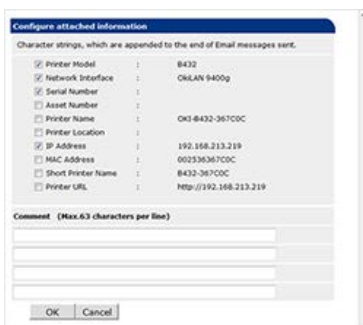 Configure attached information
Character strings, which are appended to the end of Email messages sent.
Printer Model : B432
Network Interface : OkiLAN 9400g
Serial Number :
Asset Number :
Printer Name : OKI-B432-367C0C
Printer Location :
IP Address : 192.168.213.219
MAC Address : 002536367C0C
Short Printer Name : B432-367C0C
Printer URL : http://192.168.213.219
Comment (Max.63 characters per line)
OK Cancel